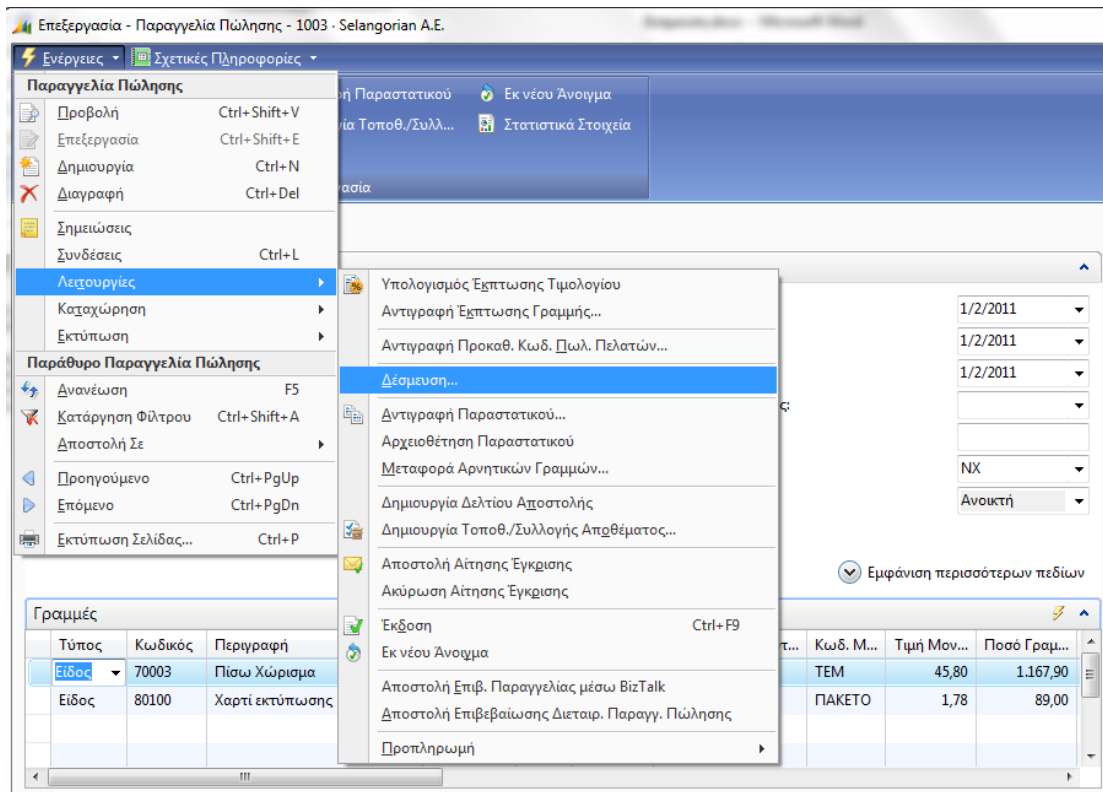 Επεξεργασία - Παραγγελία Πώλησης - 1003 · Selangorian Α.Ε.
Ενέργειες Σχετικές Πληροφορίες
Παραγγελία Πώλησης
Προβολή Ctrl+Shift+V
Επεξεργασία Ctrl+Shift+E
Δημιουργία Ctrl+N
Διαγραφή Ctrl+Del
Σημειώσεις
Συνδέσεις Ctrl+L
Λειτουργίες
Καταχώρηση
Εκτύπωση
Παράθυρο Παραγγελία Πώλησης
Ανανέωση F5
Κατάργηση Φίλτρου Ctrl+Shift+A
Αποστολή Σε
Προηγούμενο Ctrl+PgUp
Επόμενο Ctrl+PgDn
Εκτύπωση Σελίδας... Ctrl+P
φή Παραστατικού Εκ νέου Άνοιγμα
γία Τοποθ./Συλλ... Στατιστικά Στοιχεία
γασία
Υπολογισμός Έκπτωσης Τιμολογίου
Αντιγραφή Έκπτωσης Γραμμής...
Αντιγραφή Προκαθ. Κωδ. Πωλ. Πελατών...
Δέσμευση...
Αντιγραφή Παραστατικού...
Αρχειοθέτηση Παραστατικού
Μεταφορά Αρνητικών Γραμμών...
Δημιουργία Δελτίου Αποστολής
Δημιουργία Τοποθ./Συλλογής Αποθέματος...
Αποστολή Αίτησης Έγκρισης
Ακύρωση Αίτησης Έγκρισης
Έκδοση Ctrl+F9
Εκ νέου Άνοιγμα
Αποστολή Επιβ. Παραγγελίας μέσω BizTalk
Αποστολή Επιβεβαίωσης Διεταιρ. Παραγγ. Πώλησης
Προπληρωμή
1/2/2011
1/2/2011
1/2/2011
ς:
NX
Ανοικτή
Εμφάνιση περισσότερων πεδίων
Γραμμές
Τύπος Κωδικός Περιγραφή τ... Κωδ. Μ... Τιμή Μον... Ποσό Γραμ...
Είδος 70003 Πίσω Χώρισμα ΤΕΜ 45,80 1.167,90
Είδος 80100 Χαρτί εκτύπωσης ΠΑΚΕΤΟ 1,78 89,00